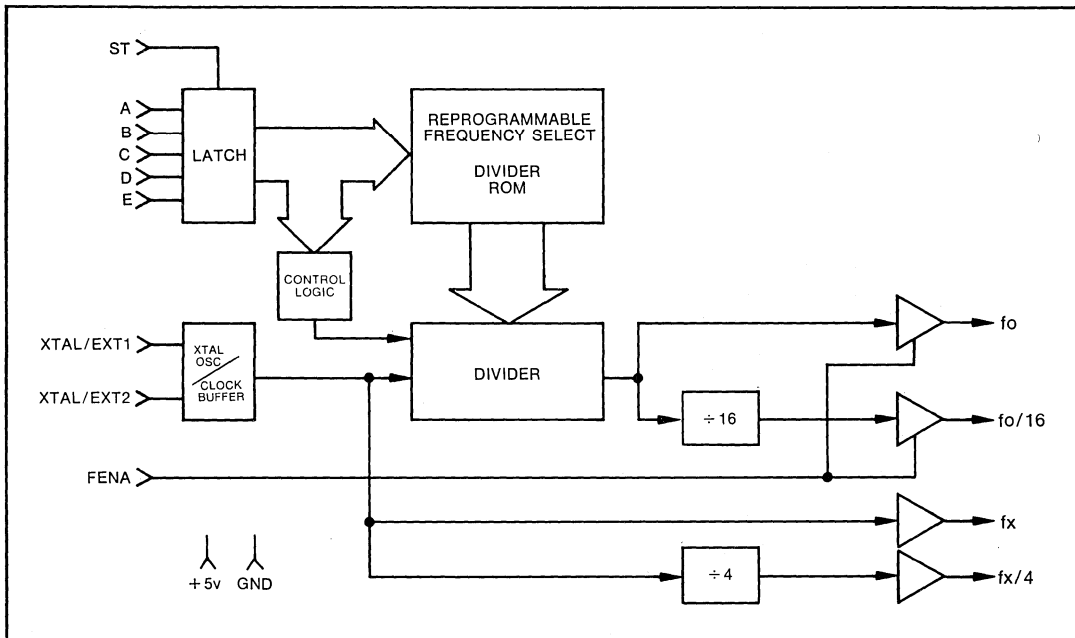 ST
A
B
C
D
E
LATCH
REPROGRAMMABLE
FREQUENCY SELECT
DIVIDER
ROM
CONTROL
LOGIC
XTAL/EXT1
XTAL/EXT2
XTAL
OSC
CLOCK
BUFFER
DIVIDER
fo
÷16
fo/16
FENA
fx
+5v
GND
÷4
fx/4